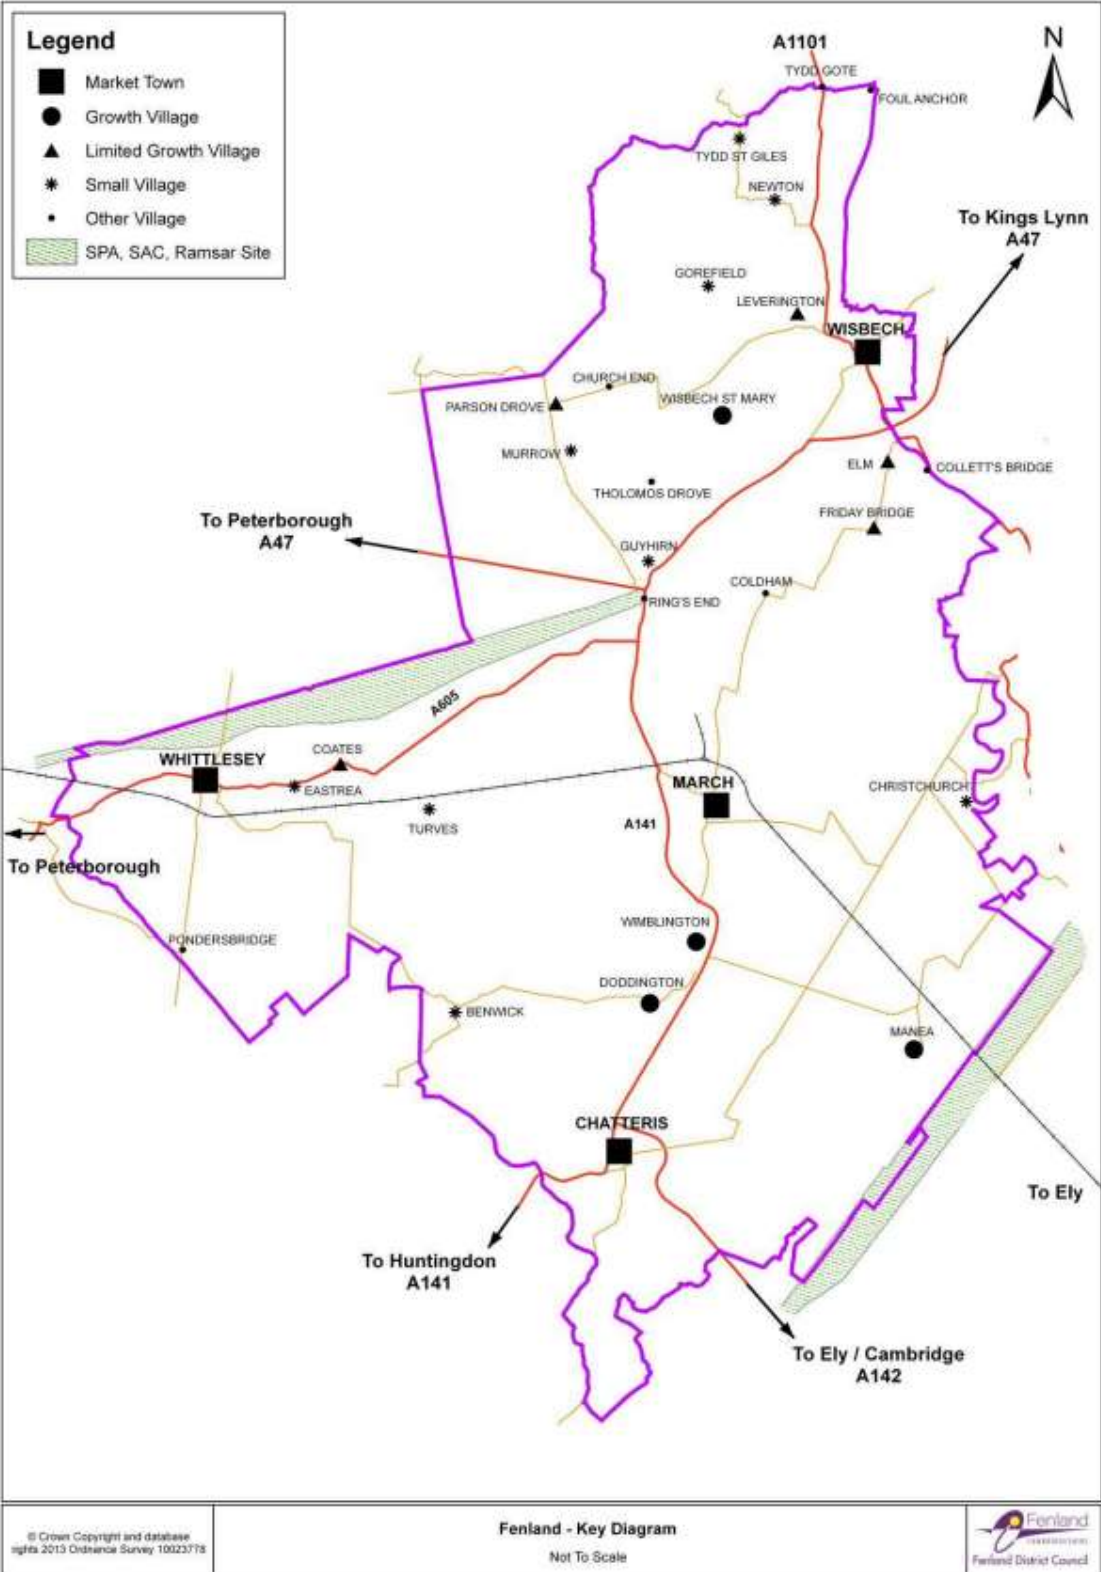 Legend
Market Town
Growth Village
Limited Growth Village
Small Village
Other Village
SPA, SAC, Ramsar Site
N
A1101
TYDD GOTE
FOUL ANCHOR
TYDD ST GILES
NEWTON
To Kings Lynn
A47
GOREFIELD
LEVERINGTON
WISBECH
CHURCH END
WISBECH ST MARY
PARSON DROVE
MURROW
ELM
COLLETT'S BRIDGE
THOLOMOS DROVE
FRIDAY BRIDGE
To Peterborough
A47
GUYHIRN
COLDHAM
RING'S END
A605
COATES
WHITTLESEY
EASTREA
MARCH
CHRISTCHURCH
TURVES
A141
To Peterborough
WIMBLINGTON
PONDERSBRIDGE
DODDINGTON
BENWICK
MANEA
CHATTERIS
To Ely
To Huntingdon
A141
To Ely / Cambridge
A142
© Crown Copyright and database
rights 2013 Ordnance Survey 10023778
Fenland - Key Diagram
Not To Scale
Fenland
Fenland District Council